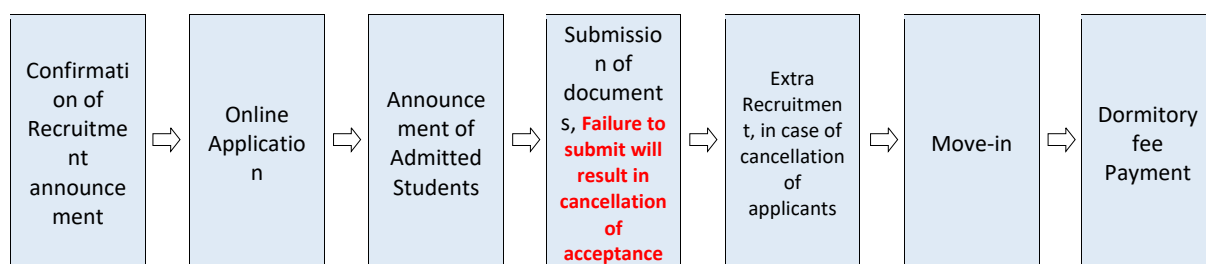 Confirmati
on of
Recruitme
nt
announce
ment
Online
Applicatio
n
Announce
ment of
Admitted
Students
Submissio
n of
document
s, Failure to
submit will
result in
cancellation
of
acceptance
Extra
Recruitmen
t, in case of
cancellation
of
applicants
Move-in
Dormitory
fee
Payment